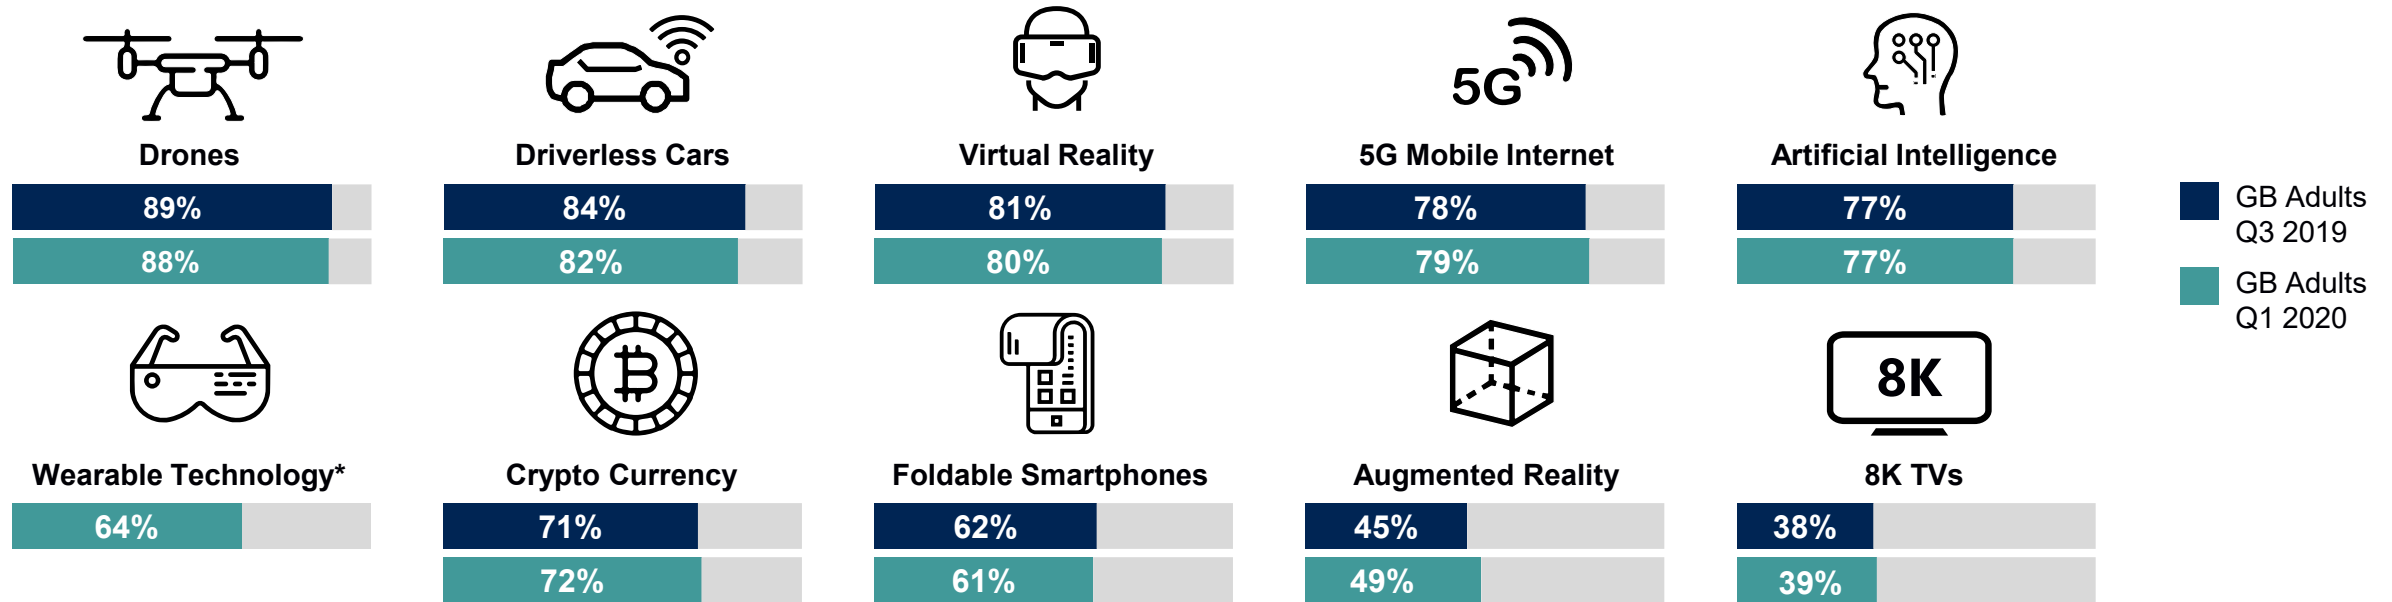 5G
Drones
89%
88%
Driverless Cars
84%
82%
Virtual Reality
81%
80%
5G Mobile Internet
78%
79%
Artificial Intelligence
77%
77%
GB Adults
Q3 2019
GB Adults
Q1 2020
8K
Wearable Technology*
64%
Crypto Currency
71%
72%
Foldable Smartphones
62%
61%
Augmented Reality
45%
49%
8K TVs
38%
39%